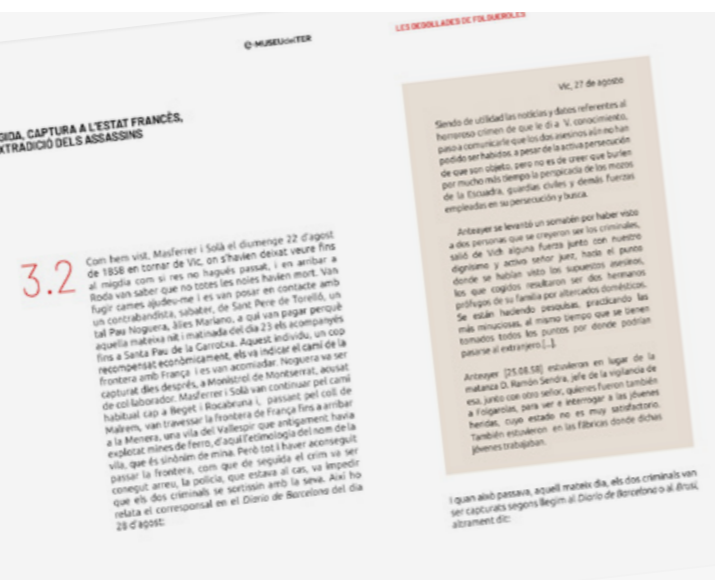 @-MUSEUdelTER
GIDA, CAPTURA A L'ESTAT FRANCÈS,
XTRADICIÓ DELS ASSASSINS
3.2
Com hem vist, Masferrer i Solà el diumenge 22 d'agost
de 1858 en tornar de Vic, on s'havien deixat veure fins
al migdia com si res no hagués passat, i en arribar a
Roda van saber que no totes les noies havien mort. Van
fugir cames ajudeu-me i es van posar en contacte amb
un contrabandista, sabater, de Sant Pere de Torelló, un
tal Pau Noguera, àlies Mariano, a qui van pagar perquè
aquella mateixa nit i matinada del dia 23 els acompanyés
fins a Santa Pau de la Garrotxa. Aquest individu, un cop
recompensat econòmicament, els va indicar el camí de la
frontera amb França i es van acomiadar. Noguera va ser
capturat dies després, a Monistrol de Montserrat, acusat
de col·laborador. Masferrer i Solà van continuar pel camí
habitual cap a Beget i Rocabruna i, passant pel coll de
Malrem, van travessar la frontera de França fins a arribar
a la Menera, una vila del Vallespir que antigament havia
explotat mines de ferro, d'aquí l'etimologia del nom de la
vila, que és sinònim de mina. Però tot i haver aconseguit
passar la frontera, com que de seguida el crim va ser
conegut arreu, la policia, que estava al cas, va impedir
que els dos criminals se sortissin amb la seva. Així ho
relata el corresponsal en el Diario de Barcelona del dia
28 d'agost:
LES DEGOLLADES DE FOLGUEROLES
Vic, 27 de agosto
Siendo de utilidad las noticias y datos referentes al
horroroso crimen de que le di a V. conocimiento,
paso a comunicarle que los dos asesinos aún no han
podido ser habidos, a pesar de la activa persecución
de que son objeto, pero no es de creer que burlen
por mucho más tiempo la perspicacia de los mozos
de la Escuadra, guardias civiles y demás fuerzas
empleadas en su persecución y busca.
Anteayer se levantó un somatén por haber visto
a dos personas que se creyeron ser los criminales,
salió de Vich alguna fuerza junto con nuestro
dignísimo y activo señor juez, hacia el punto
donde se habían visto los supuestos asesinos,
los que cogidos resultaron ser dos hermanos
prófugos de su familia por altercados domésticos.
Se están haciendo pesquisas, practicando las
más minuciosas, al mismo tiempo que se tienen
tomados todos los puntos por donde podrían
pasarse al extranjero [...].
Anteayer [25.08.58] estuvieron en lugar de la
matanza D. Ramón Sendra, jefe de la vigilancia de
esa, junto con otro señor, quienes fueron también
a Folgarolas, para ver e interrogar a las jóvenes
heridas, cuyo estado no es muy satisfactorio.
También estuvieron en las fábricas donde dichas
jóvenes trabajaban.
I quan això passava, aquell mateix dia, els dos criminals van
ser capturats segons llegim al Diario de Barcelona o al Brusi,
altrament dit: